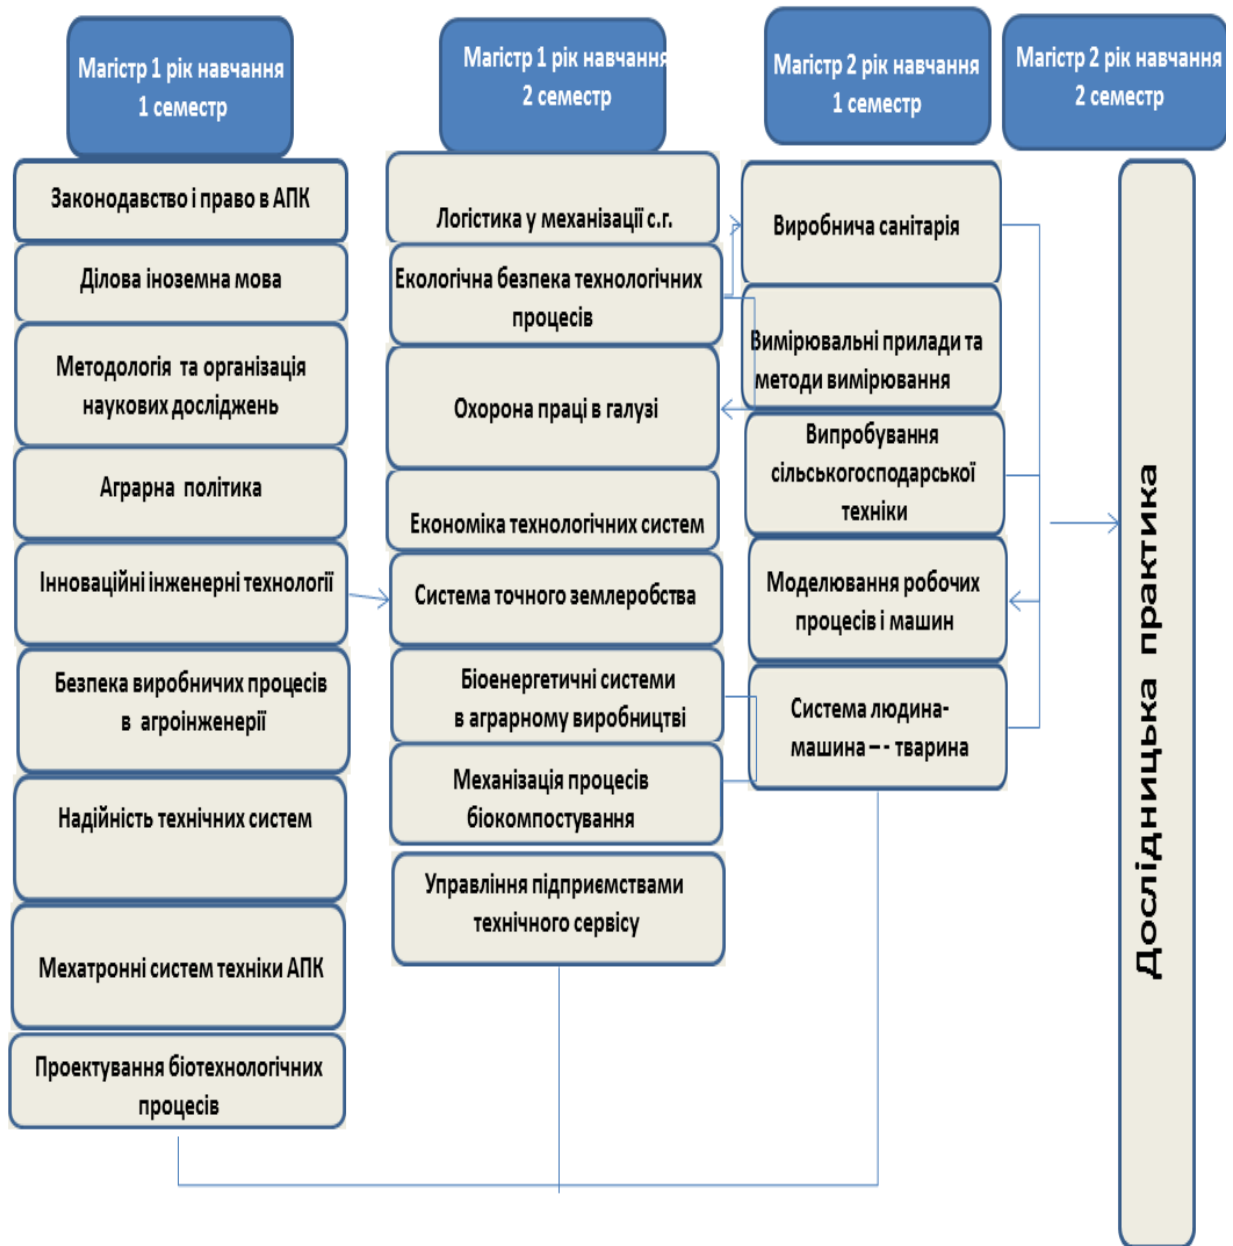 Магістр 1 рік навчання
1 семестр
Законодавство і право в АПК
Ділова іноземна мова
Методологія та організація
наукових досліджень
Аграрна політика
Інноваційні інженерні технології
Безпека виробничих процесів
в агроінженерії
Надійність технічних систем
Мехатронні систем техніки АПК
Проектування біотехнологічних
процесів
Магістр 1 рік навчання
2 семестр
Логістика у механізації с.г.
Екологічна безпека технологічних
процесів
Охорона праці в галузі
Економіка технологічних систем
Система точного землеробства
Біоенергетичні системи
в аграрному виробництві
Механізація процесів
біокомпостування
Управління підприємствами
технічного сервісу
Магістр 2 рік навчання
1 семестр
Виробнича санітарія
Вимірювальні прилади та
методи вимірювання
Випробування
сільськогосподарської
техніки
Моделювання робочих
процесів і машин
Система людина-
машина – - тварина
Магістр 2 рік навчання
2 семестр
Дослідницька практика